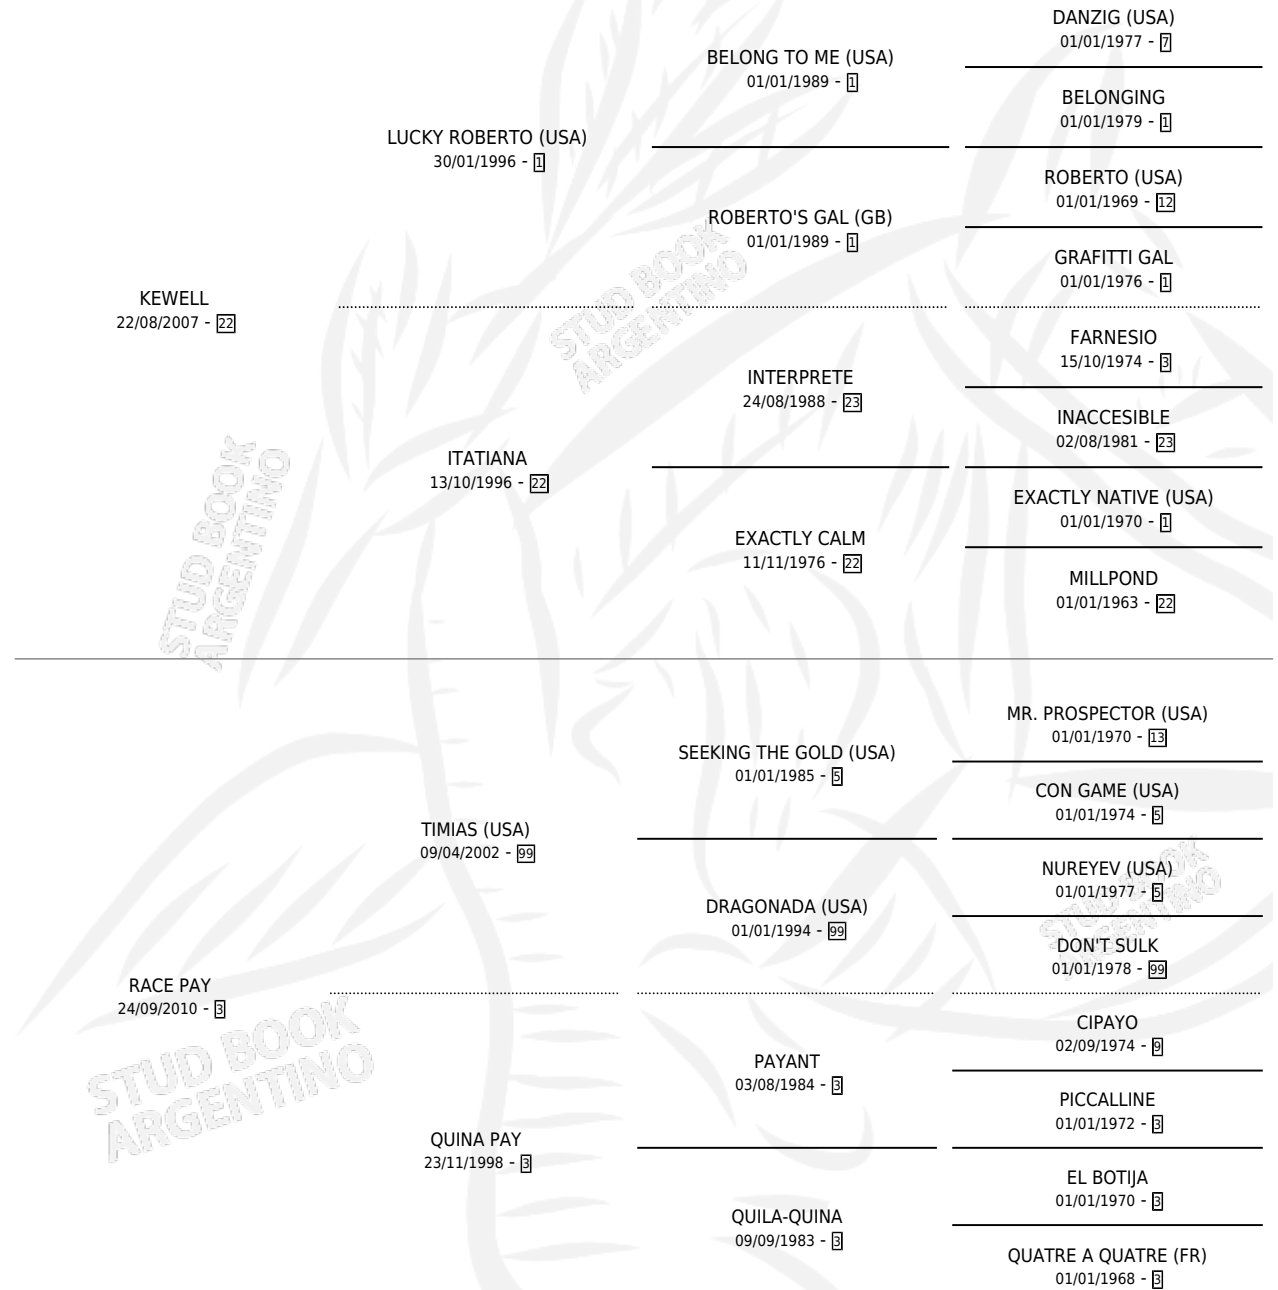 DANZIG (USA)
01/01/1977 - 7
BELONG TO ME (USA)
01/01/1989 - 1
BELONGING
01/01/1979 - 1
LUCKY ROBERTO (USA)
30/01/1996 - 1
ROBERTO (USA)
01/01/1969 - 12
ROBERTO'S GAL (GB)
01/01/1989 - 1
GRAFITTI GAL
01/01/1976 - 1
KEWELL
22/08/2007 - 22
STUD BOOK
ARGENTINO
FARNESIO
15/10/1974 - 3
INTERPRETE
24/08/1988 - 23
INACCESIBLE
02/08/1981 - 23
ITATIANA
13/10/1996 - 22
EXACTLY NATIVE (USA)
01/01/1970 - 1
EXACTLY CALM
11/11/1976 - 22
MILLPOND
01/01/1963 - 22
STUD BOOK
ARGENTINO
MR. PROSPECTOR (USA)
01/01/1970 - 13
SEEKING THE GOLD (USA)
01/01/1985 - 5
CON GAME (USA)
01/01/1974 - 5
TIMIAS (USA)
09/04/2002 - 99
NUREYEV (USA)
01/01/1977 - 5
DRAGONADA (USA)
01/01/1994 - 99
STUD BOOK
ARGENTINO
DON'T SULK
01/01/1978 - 99
RACE PAY
24/09/2010 - 3
CIPAYO
02/09/1974 - 9
PAYANT
03/08/1984 - 3
STUD BOOK
ARGENTINO
PICCALLINE
01/01/1972 - 3
QUINA PAY
23/11/1998 - 3
EL BOTIJA
01/01/1970 - 3
QUILA-QUINA
09/09/1983 - 3
QUATRE A QUATRE (FR)
01/01/1968 - 3